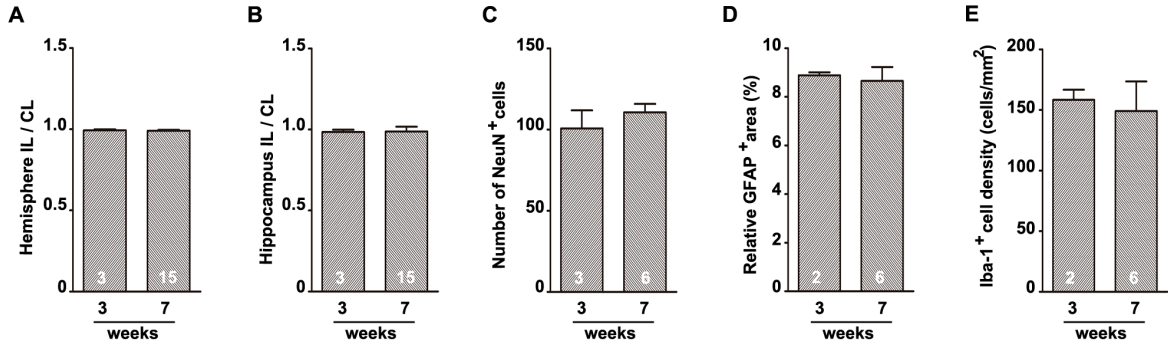 A
Hemisphere IL / CL
1.5
1.0
0.5
0
3
15
3
7
weeks
B
Hippocampus IL / CL
1.5
1.0
0.5
0
3
15
3
7
weeks
C
Number of NeuN⁺ cells
150
100
50
0
3
6
3
7
weeks
D
Relative GFAP ⁺area (%)
10
8
6
4
2
0
2
6
3
7
weeks
E
Iba-1⁺ cell density (cells/mm²)
200
150
100
50
0
2
6
3
7
weeks